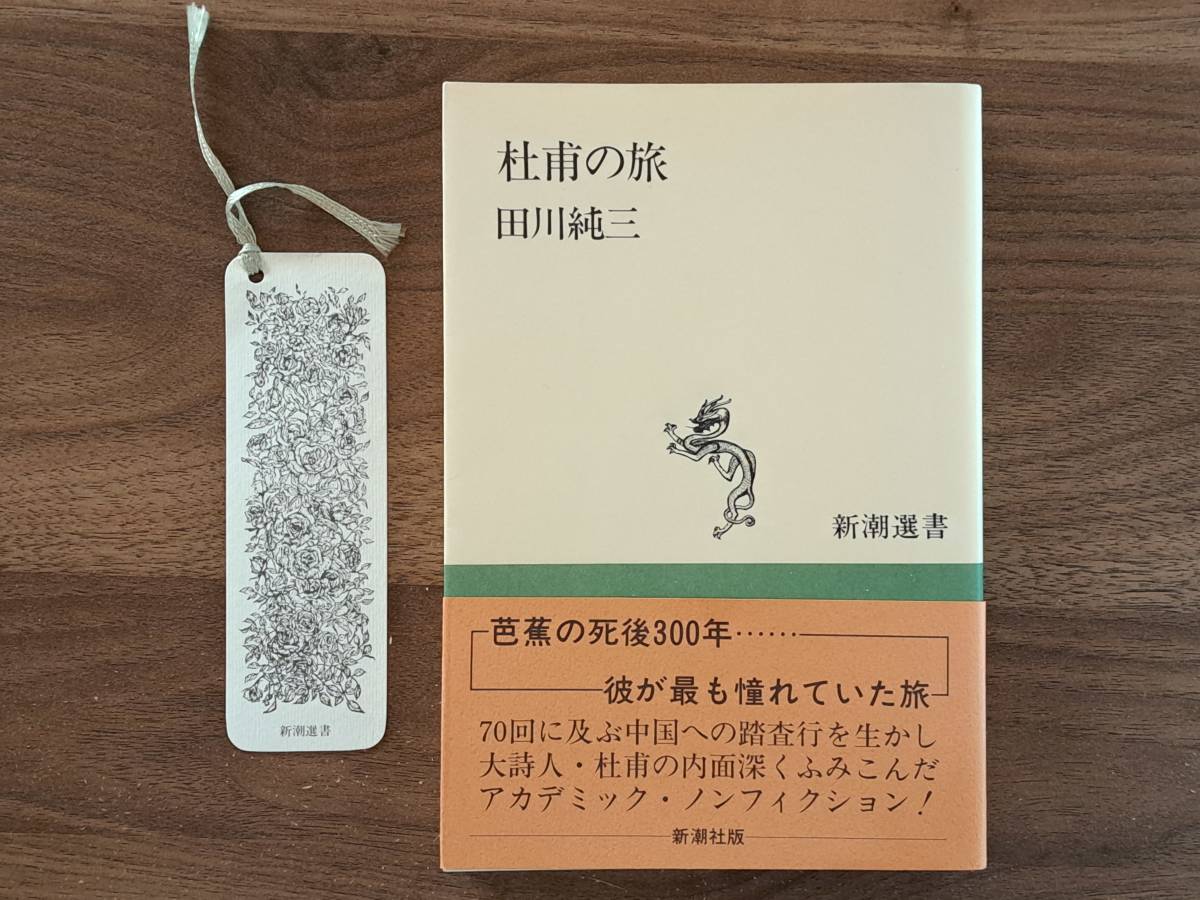 杜甫の旅
田川純三
新潮選書
芭蕉の死後300年……
彼が最も憧れていた旅
70回に及ぶ中国への踏査行を生かし
大詩人・杜甫の内面深くふみこんだ
アカデミック・ノンフィクション!
新潮社版
新潮選書